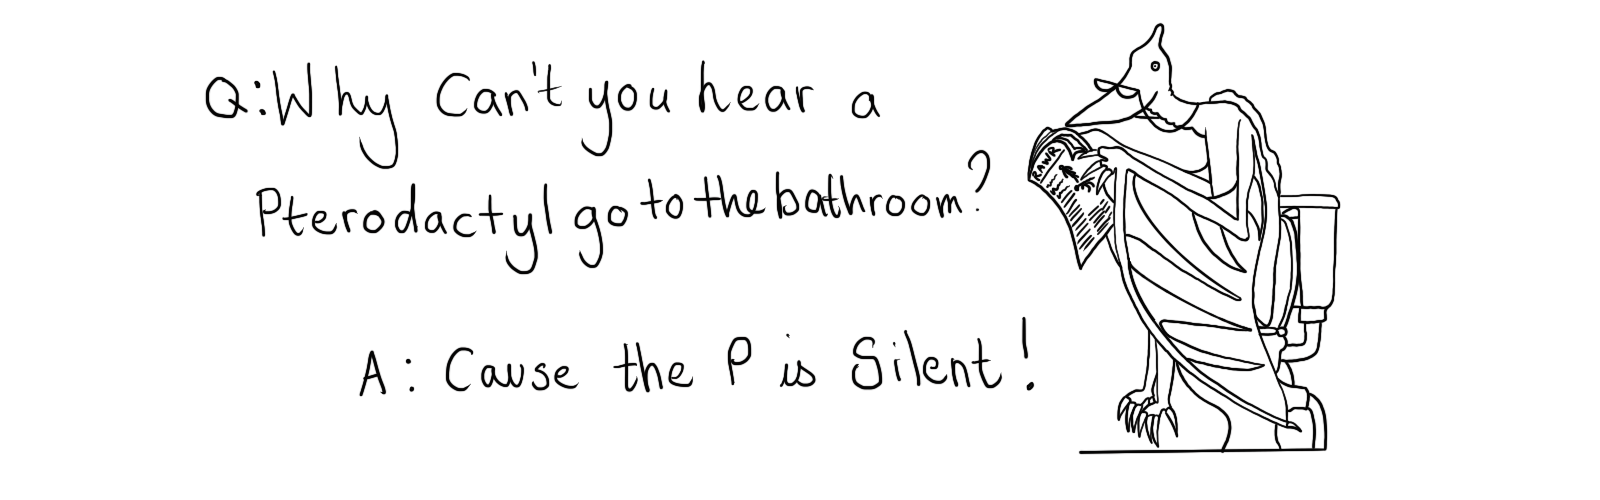 Q: Why Can't you hear a
Pterodactyl go to the bathroom?
A: Cause the P is Silent!
RAWR